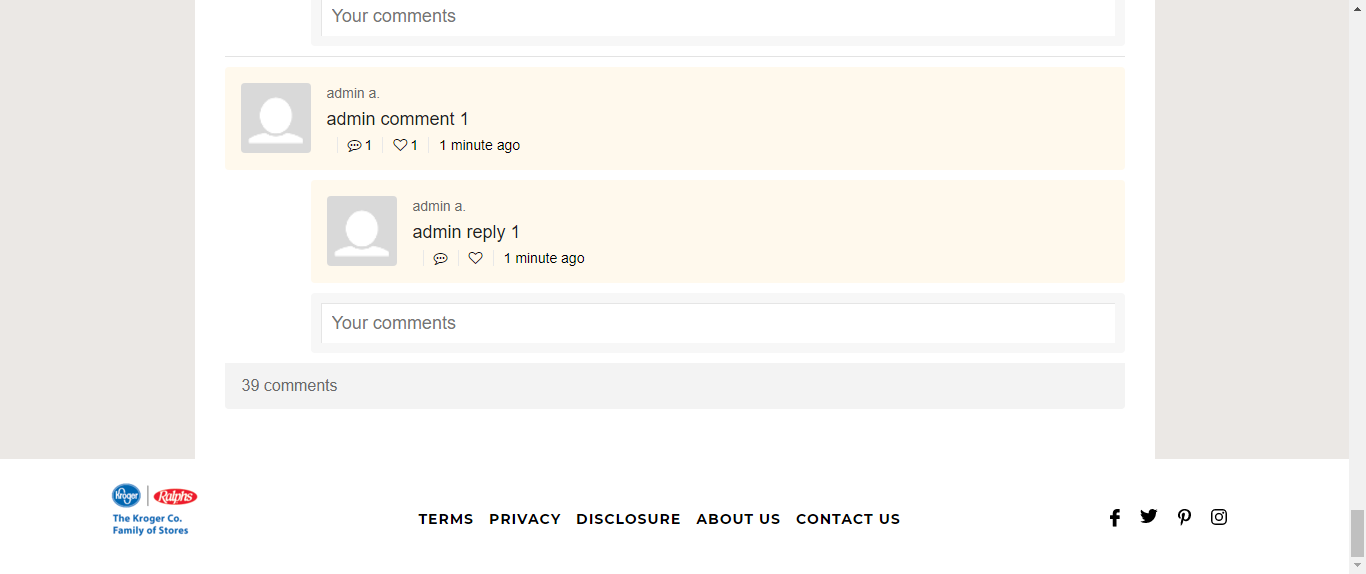 Your comments
admin a.
admin comment 1
1 1 1 minute ago
admin a.
admin reply 1
1 minute ago
Your comments
39 comments
Kroger Ralphs
The Kroger Co.
Family of Stores
TERMS PRIVACY DISCLOSURE ABOUT US CONTACT US